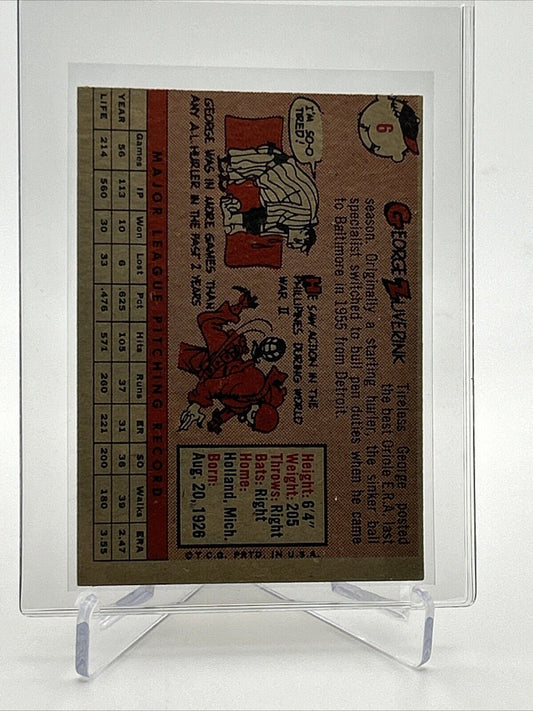 6
GEORGE ZUVERINK
Tireless George posted
the best Oriole E.R.A. last
season. Originally a starting hurler, the sinker ball
specialist switched to bull pen duties when he came
to Baltimore in 1955 from Detroit.
I'M SO-O
TIRED!
GEORGE WAS IN MORE GAMES THAN
ANY A.L. HURLER IN THE PAST 2 YEARS
HE SAW ACTION IN THE
PHILLIPINES DURING WORLD
WAR II
Height: 6'4"
Weight: 205
Throws: Right
Bats: Right
Home:
Holland, Mich.
Born:
Aug. 20, 1926
©T.C.G. PRTD. IN U.S.A.
MAJOR LEAGUE PITCHING RECORD
Games IP Won Lost Pct Hits Runs ER SO Walks ERA
YEAR 56 113 10 6 .625 105 37 31 36 39 2.47
LIFE 214 560 30 33 .476 571 260 221 200 180 3.55